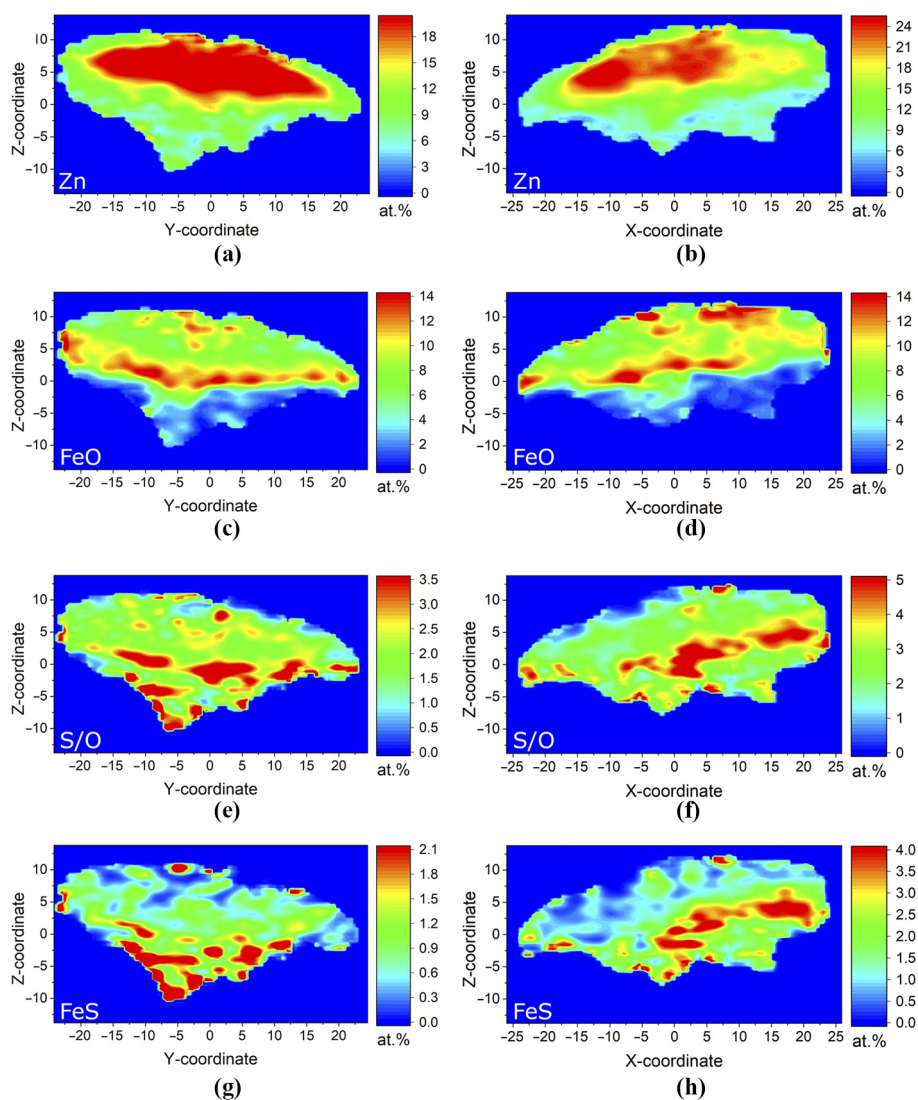 Z-coordinate
10
5
0
−5
−10
Zn
−20 −15 −10 −5 0 5 10 15 20
Y-coordinate
18
15
12
9
6
3
0
at.%
(a)
Z-coordinate
10
5
0
−5
−10
Zn
−25 −20 −15 −10 −5 0 5 10 15 20 25
X-coordinate
24
21
18
15
12
9
6
3
0
at.%
(b)
Z-coordinate
10
5
0
−5
−10
FeO
−20 −15 −10 −5 0 5 10 15 20
Y-coordinate
14
12
10
8
6
4
2
0
at.%
(c)
Z-coordinate
10
5
0
−5
−10
FeO
−25 −20 −15 −10 −5 0 5 10 15 20 25
X-coordinate
14
12
10
8
6
4
2
0
at.%
(d)
Z-coordinate
10
5
0
−5
−10
S/O
−20 −15 −10 −5 0 5 10 15 20
Y-coordinate
3.5
3.0
2.5
2.0
1.5
1.0
0.5
0.0
at.%
(e)
Z-coordinate
10
5
0
−5
−10
S/O
−25 −20 −15 −10 −5 0 5 10 15 20 25
X-coordinate
5
4
3
2
1
0
at.%
(f)
Z-coordinate
10
5
0
−5
−10
FeS
−20 −15 −10 −5 0 5 10 15 20
Y-coordinate
2.1
1.8
1.5
1.2
0.9
0.6
0.3
0.0
at.%
(g)
Z-coordinate
10
5
0
−5
−10
FeS
−25 −20 −15 −10 −5 0 5 10 15 20 25
X-coordinate
4.0
3.5
3.0
2.5
2.0
1.5
1.0
0.5
0.0
at.%
(h)